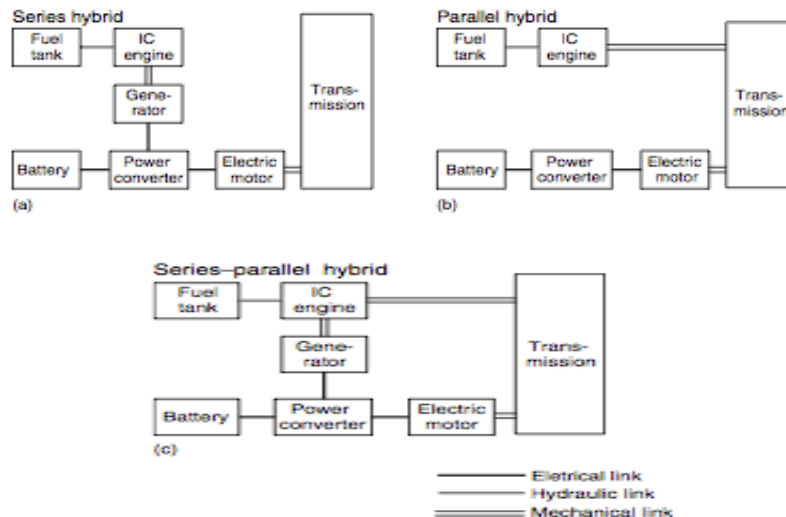 Series hybrid
Fuel
tank
IC
engine
Gene-
rator
Trans-
mission
Battery
Power
converter
Electric
motor
(a)
Parallel hybrid
Fuel
tank
IC
engine
Trans-
mission
Battery
Power
converter
Electric
motor
(b)
Series–parallel hybrid
Fuel
tank
IC
engine
Gene-
rator
Trans-
mission
Battery
Power
converter
Electric
motor
(c)
Eletrical link
Hydraulic link
Mechanical link